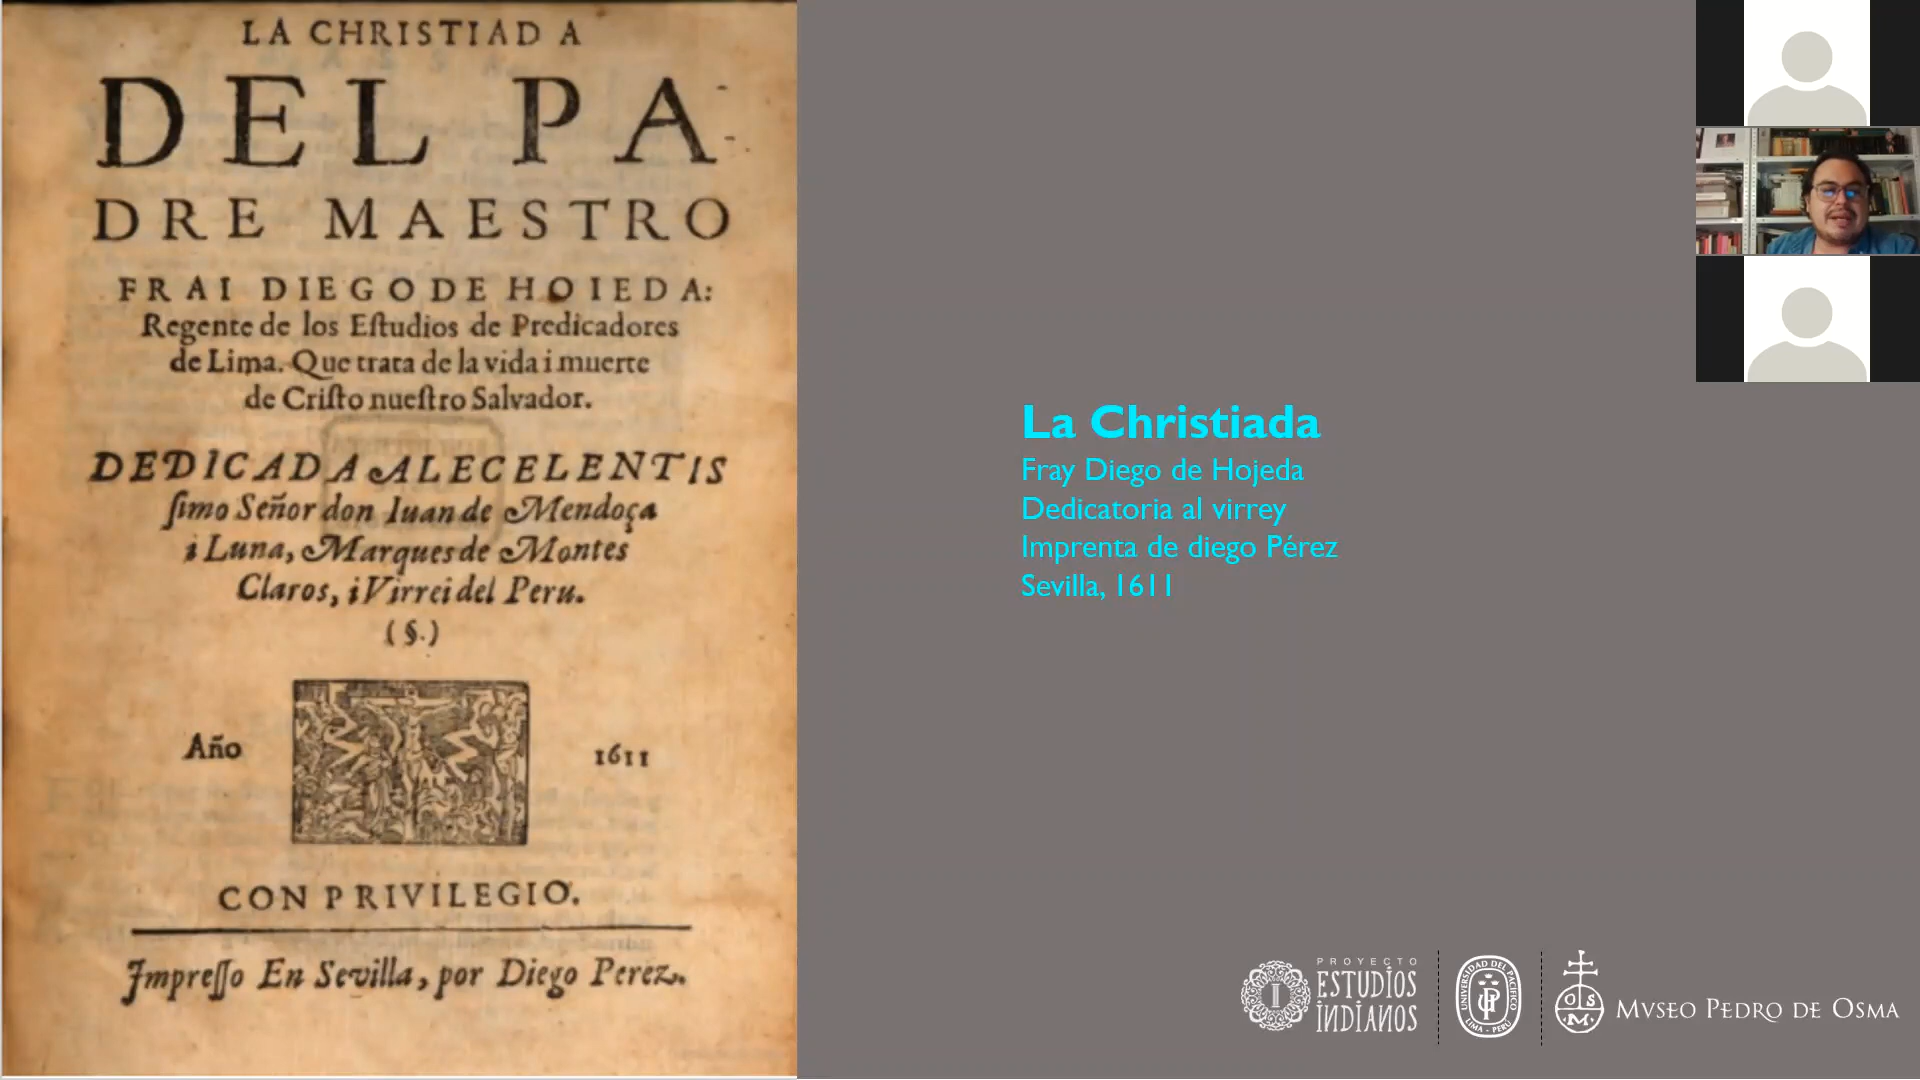 LA CHRISTIADA
DEL PA-
DRE MAESTRO
FRAI DIEGO DE HOIEDA:
Regente de los Eſtudios de Predicadores
de Lima. Que trata de la vida i muerte
de Criſto nueſtro Salvador.
DEDICADA AL ECELENTIS
ſimo Señor don Iuan de Mendoça
i Luna, Marques de Montes
Claros, i Virrei del Peru.
(§.)
Año 1611
CON PRIVILEGIO.
Impreſſo En Sevilla, por Diego Perez.
La Christiada
Fray Diego de Hojeda
Dedicatoria al virrey
Imprenta de diego Pérez
Sevilla, 1611
PROYECTO
ESTUDIOS
INDIANOS
UNIVERSIDAD DEL PACIFICO
UP
LIMA - PERU
OSMA
MVSEO PEDRO DE OSMA